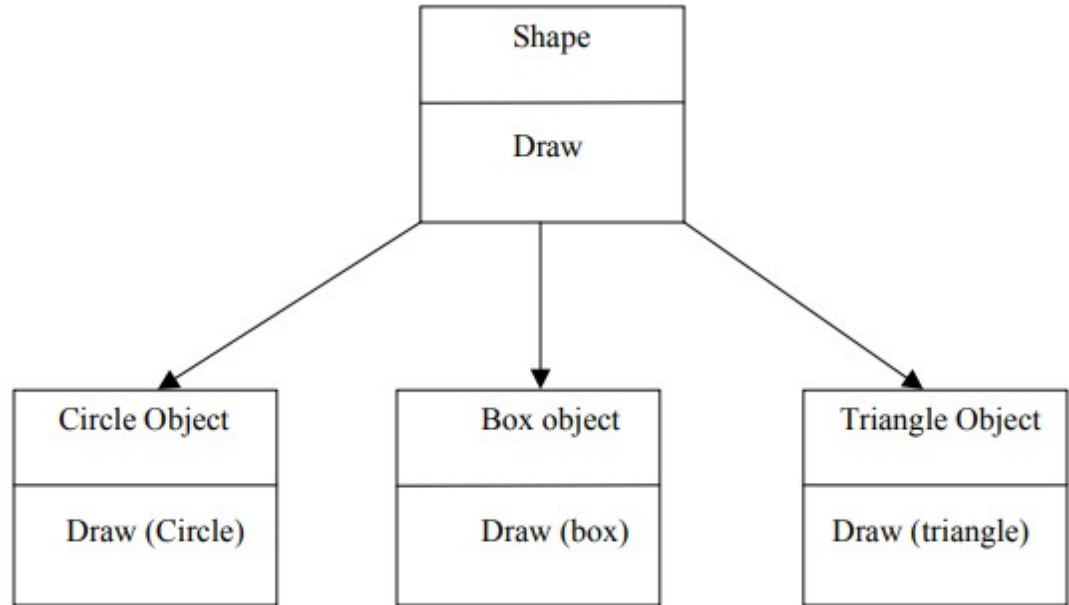 Shape
Draw
Circle Object
Draw (Circle)
Box object
Draw (box)
Triangle Object
Draw (triangle)